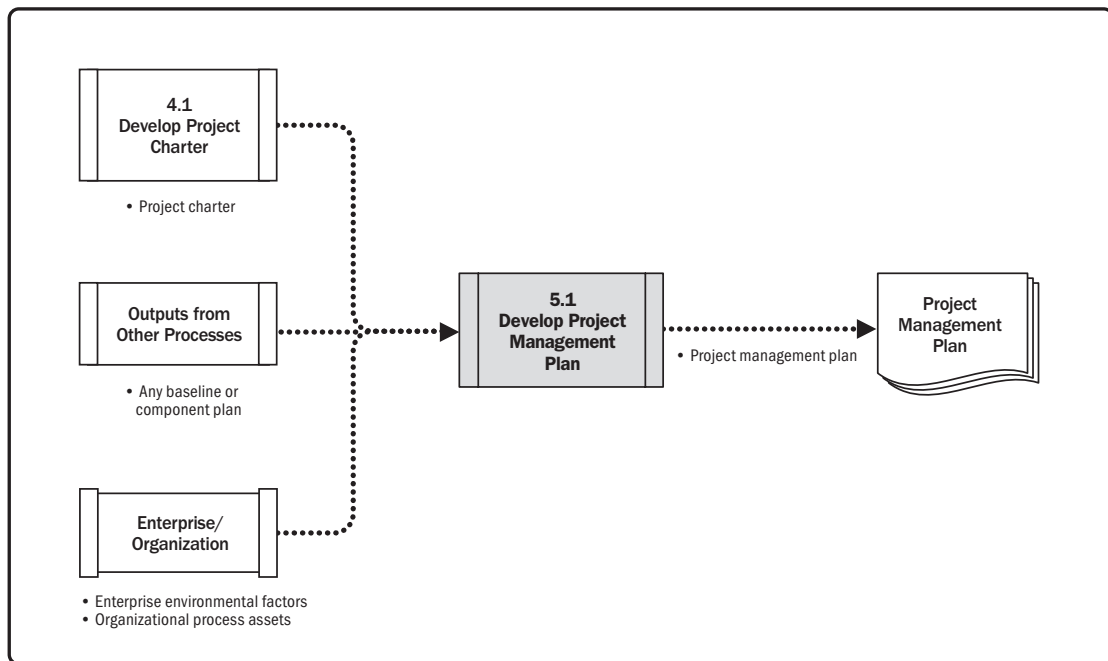 4.1
Develop Project
Charter
• Project charter
Outputs from
Other Processes
• Any baseline or
component plan
Enterprise/
Organization
• Enterprise environmental factors
• Organizational process assets
5.1
Develop Project
Management
Plan
• Project management plan
Project
Management
Plan